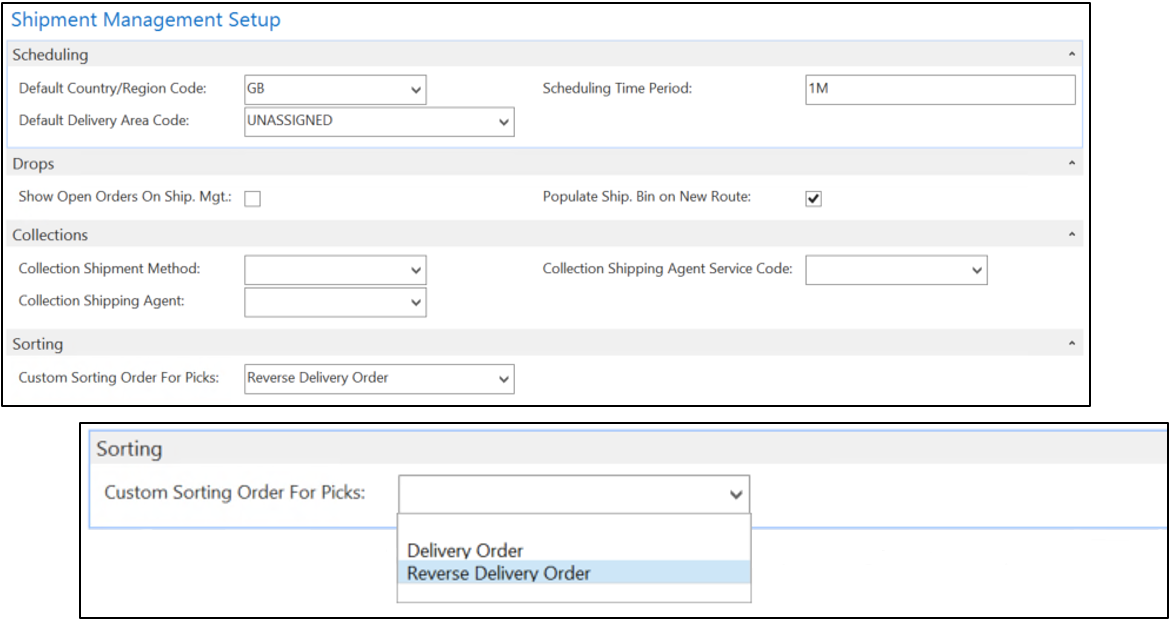 Shipment Management Setup
Scheduling
Default Country/Region Code: GB Scheduling Time Period: 1M
Default Delivery Area Code: UNASSIGNED
Drops
Show Open Orders On Ship. Mgt.: Populate Ship. Bin on New Route:
Collections
Collection Shipment Method: Collection Shipping Agent Service Code:
Collection Shipping Agent:
Sorting
Custom Sorting Order For Picks: Reverse Delivery Order
Sorting
Custom Sorting Order For Picks:
Delivery Order
Reverse Delivery Order